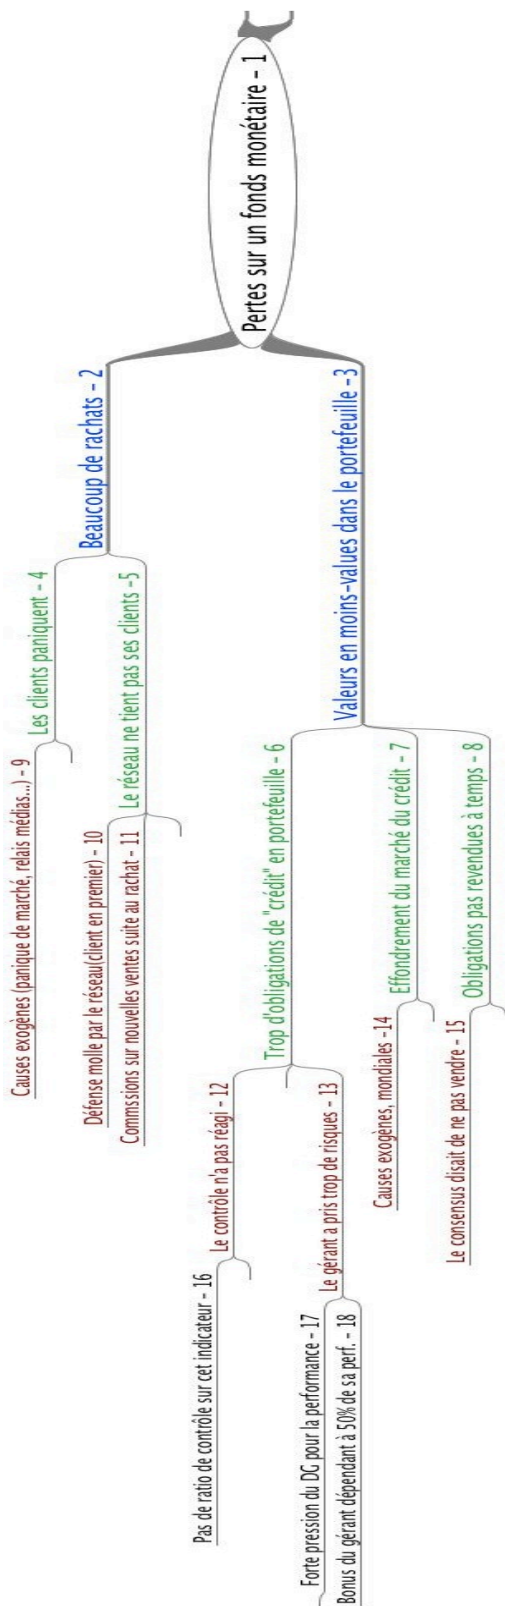 Pertes sur un fonds monétaire - 1
Beaucoup de rachats - 2
Valeurs en moins-values dans le portefeuille -3
Les clients paniquent - 4
Le réseau ne tient pas ses clients -5
Trop d'obligations de "crédit" en portefeuille - 6
Effondrement du marché du crédit - 7
Obligations pas revendues à temps - 8
Causes exogènes (panique de marché, relais médias...) - 9
Défense molle par le réseau(client en premier) - 10
Commssions sur nouvelles ventes suite au rachat - 11
Le contrôle n'a pas réagi - 12
Le gérant a pris trop de risques - 13
Causes exogènes, mondiales -14
Le consensus disait de ne pas vendre - 15
Pas de ratio de contrôle sur cet indicateur - 16
Forte pression du DG pour la performance - 17
Bonus du gérant dépendant à 50% de sa perf. - 18